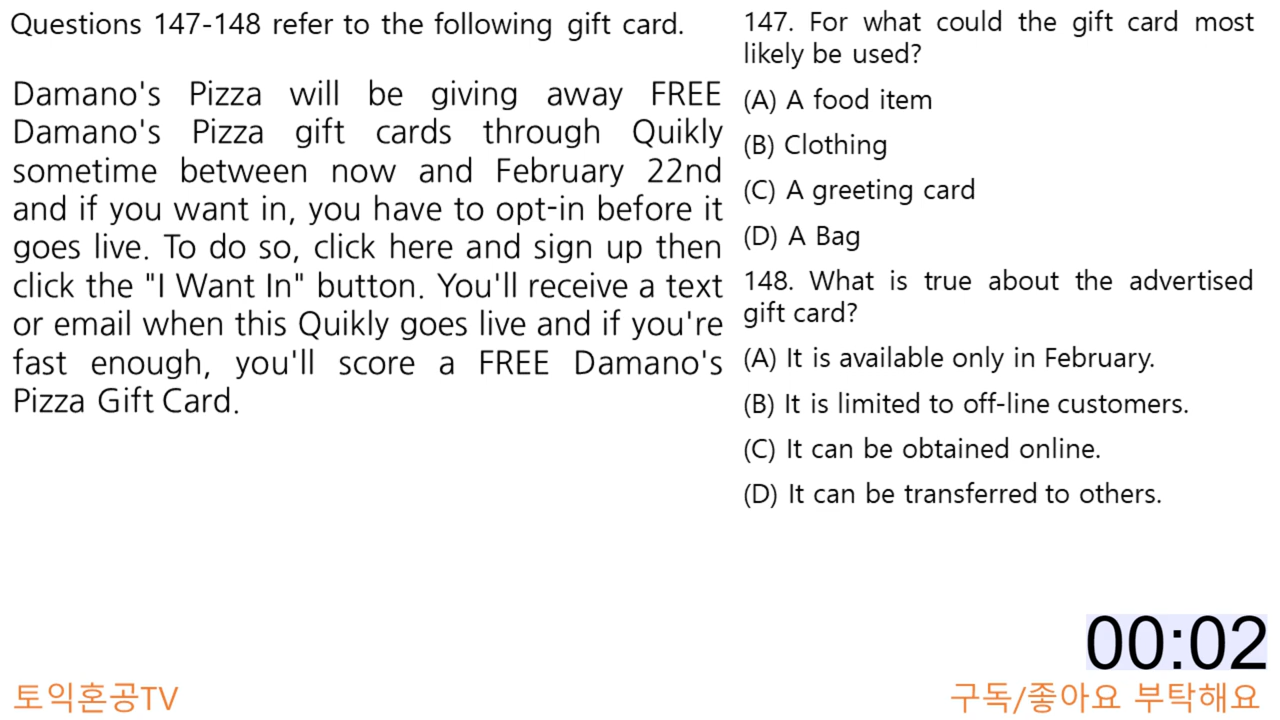 Questions 147-148 refer to the following gift card.
Damano's Pizza will be giving away FREE
Damano's Pizza gift cards through Quikly
sometime between now and February 22nd
and if you want in, you have to opt-in before it
goes live. To do so, click here and sign up then
click the "I Want In" button. You'll receive a text
or email when this Quikly goes live and if you're
fast enough, you'll score a FREE Damano's
Pizza Gift Card.
147. For what could the gift card most
likely be used?
(A) A food item
(B) Clothing
(C) A greeting card
(D) A Bag
148. What is true about the advertised
gift card?
(A) It is available only in February.
(B) It is limited to off-line customers.
(C) It can be obtained online.
(D) It can be transferred to others.
00:02
토익혼공TV
구독/좋아요 부탁해요